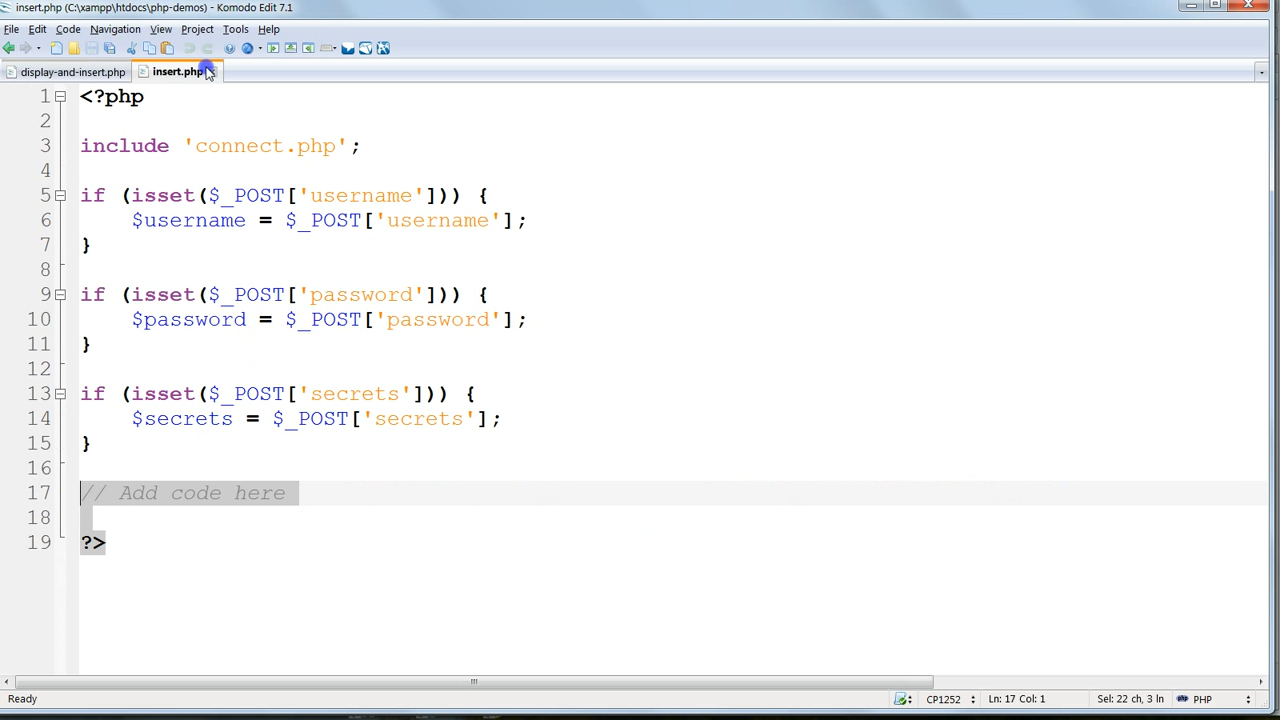 insert.php (C:\xampp\htdocs\php-demos) - Komodo Edit 7.1
File Edit Code Navigation View Project Tools Help
display-and-insert.php insert.php
1 <?php
2
3 include 'connect.php';
4
5 if (isset($_POST['username'])) {
6 $username = $_POST['username'];
7 }
8
9 if (isset($_POST['password'])) {
10 $password = $_POST['password'];
11 }
12
13 if (isset($_POST['secrets'])) {
14 $secrets = $_POST['secrets'];
15 }
16
17 // Add code here
18
19 ?>
Ready CP1252 Ln: 17 Col: 1 Sel: 22 ch, 3 ln PHP